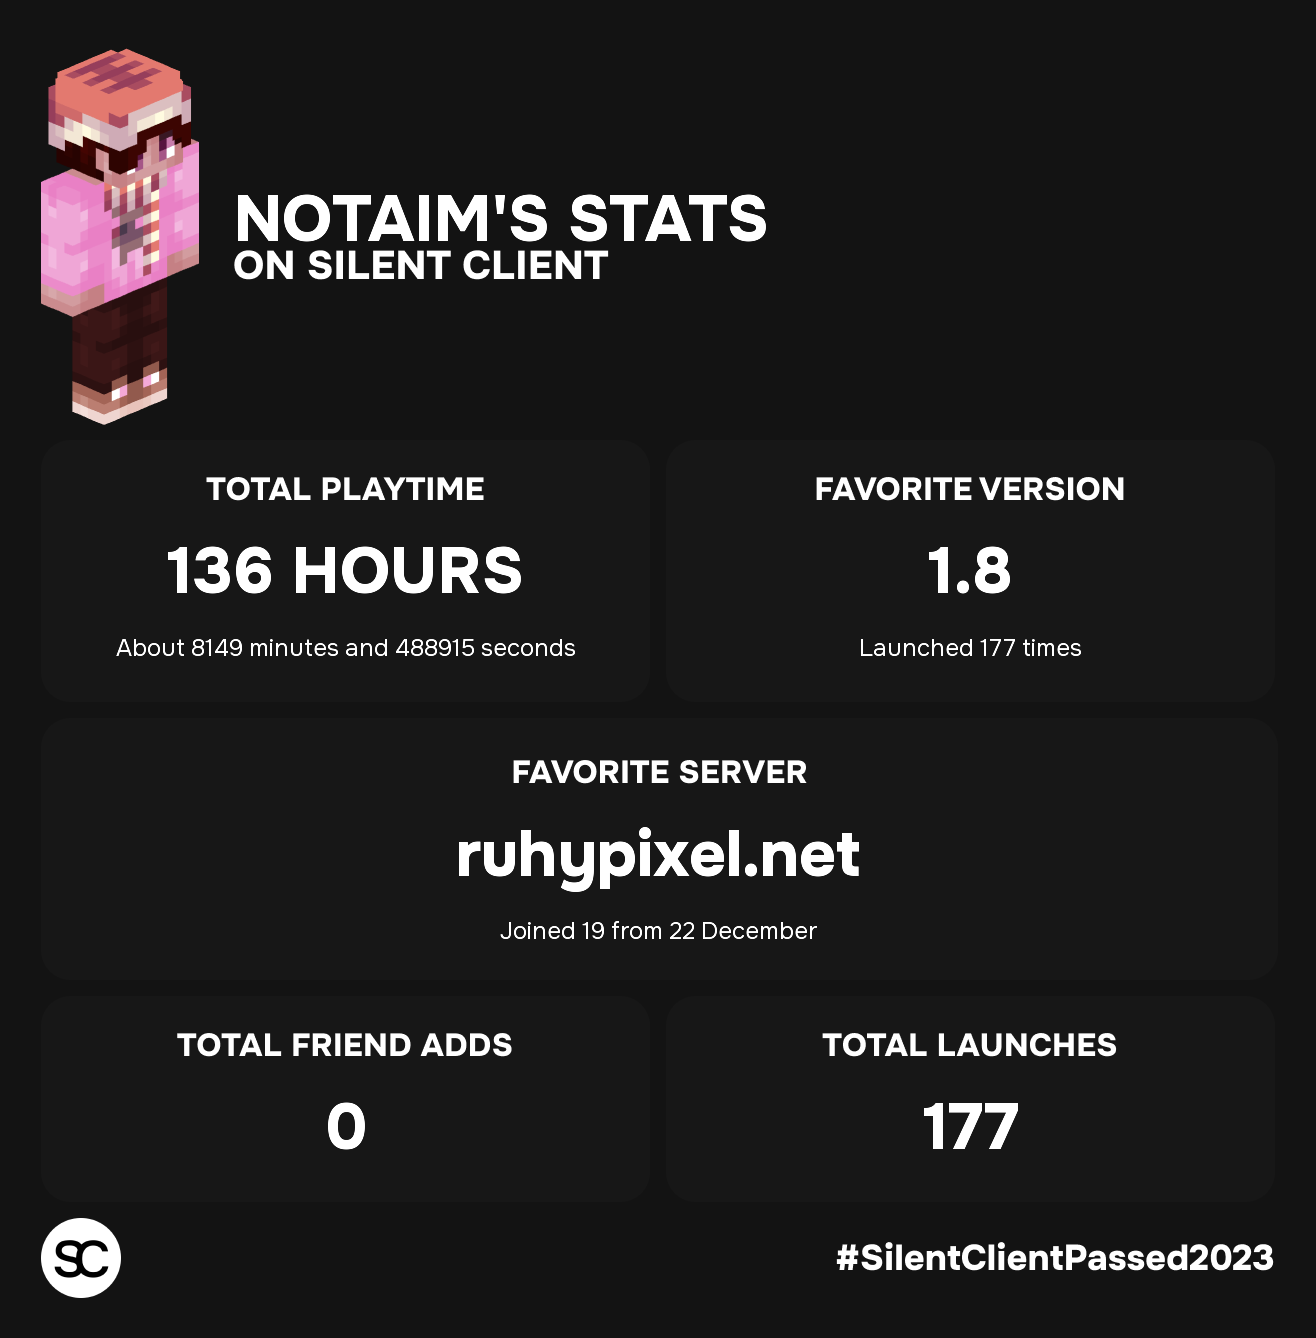 NOTAIM'S STATS
ON SILENT CLIENT
TOTAL PLAYTIME
136 HOURS
About 8149 minutes and 488915 seconds
FAVORITE VERSION
1.8
Launched 177 times
FAVORITE SERVER
ruhypixel.net
Joined 19 from 22 December
TOTAL FRIEND ADDS
0
TOTAL LAUNCHES
177
SC
#SilentClientPassed2023